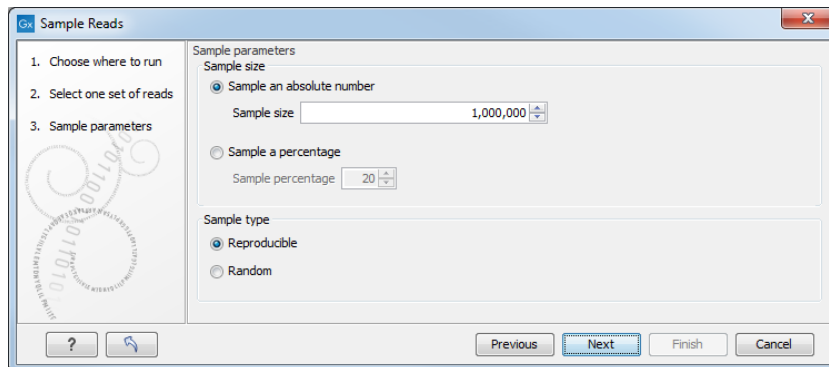 Gx Sample Reads
1. Choose where to run
2. Select one set of reads
3. Sample parameters
Sample parameters
Sample size
Sample an absolute number
Sample size 1,000,000
Sample a percentage
Sample percentage 20
Sample type
Reproducible
Random
? Previous Next Finish Cancel